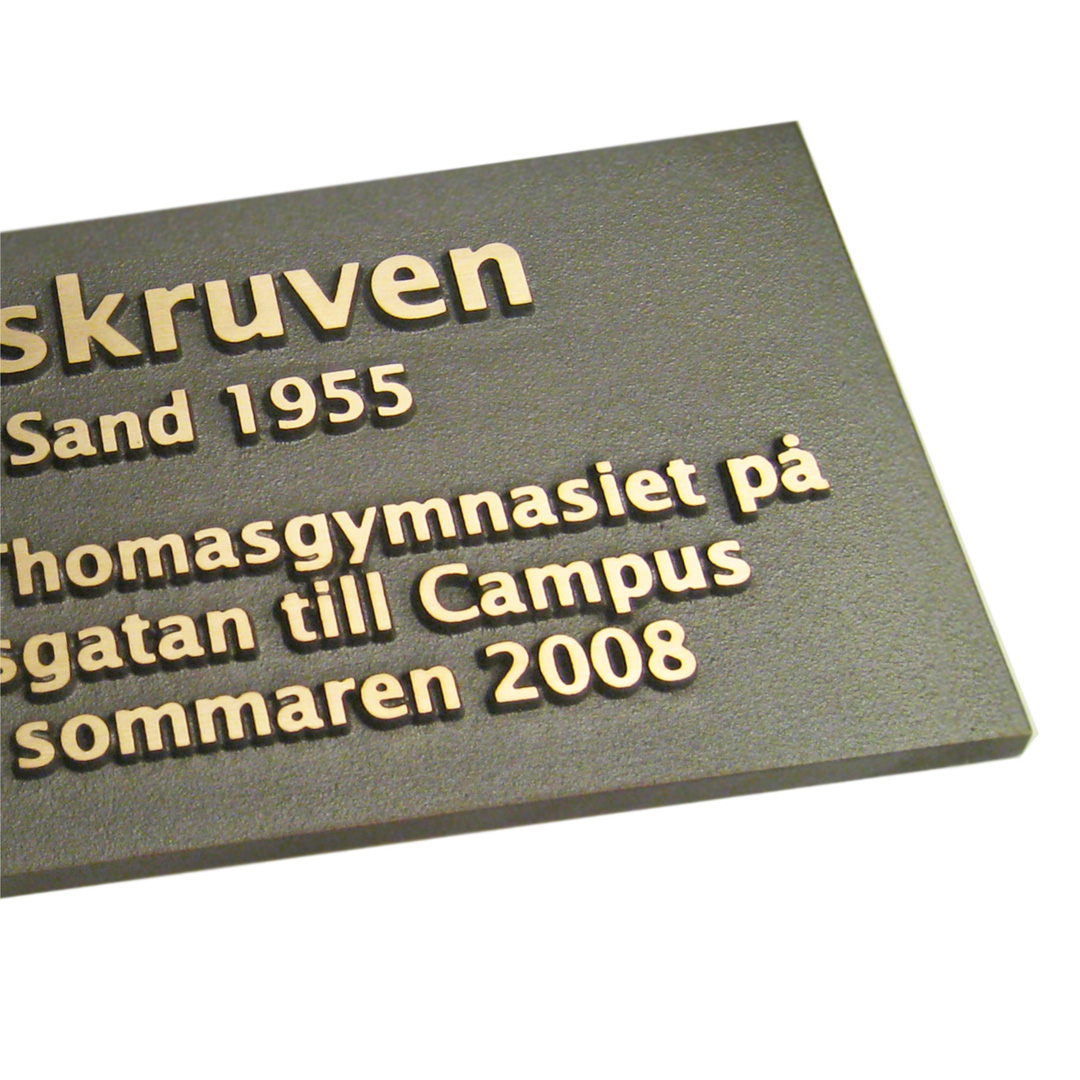 skruven
Sand 1955
Thomasgymnasiet på
sgatan till Campus
sommaren 2008